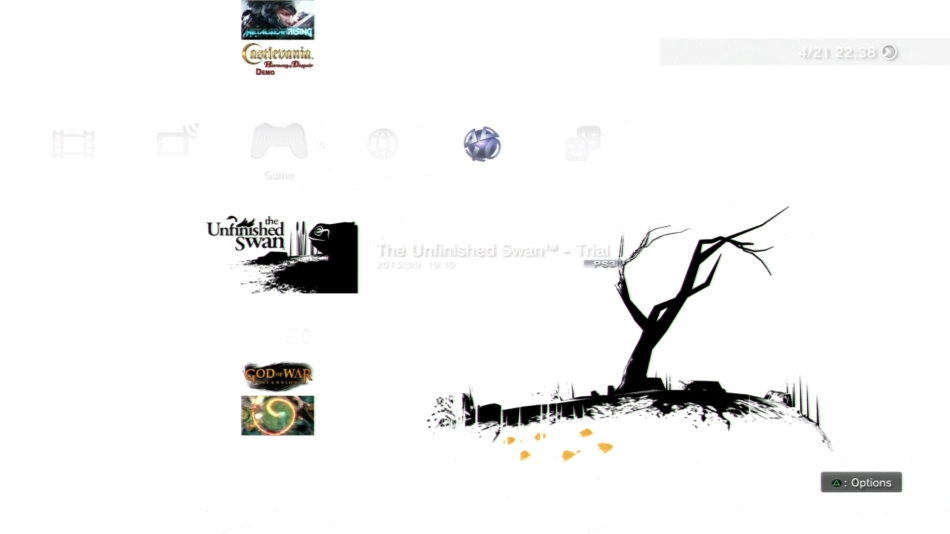 METAL GEAR RISING
Castlevania
Harmony of Despair
DEMO
4/21 22:38
Game
the
Unfinished
Swan
The Unfinished Swan™ - Trial
2013/3/9 19:10
PS3
GOD OF WAR
ASCENSION
: Options